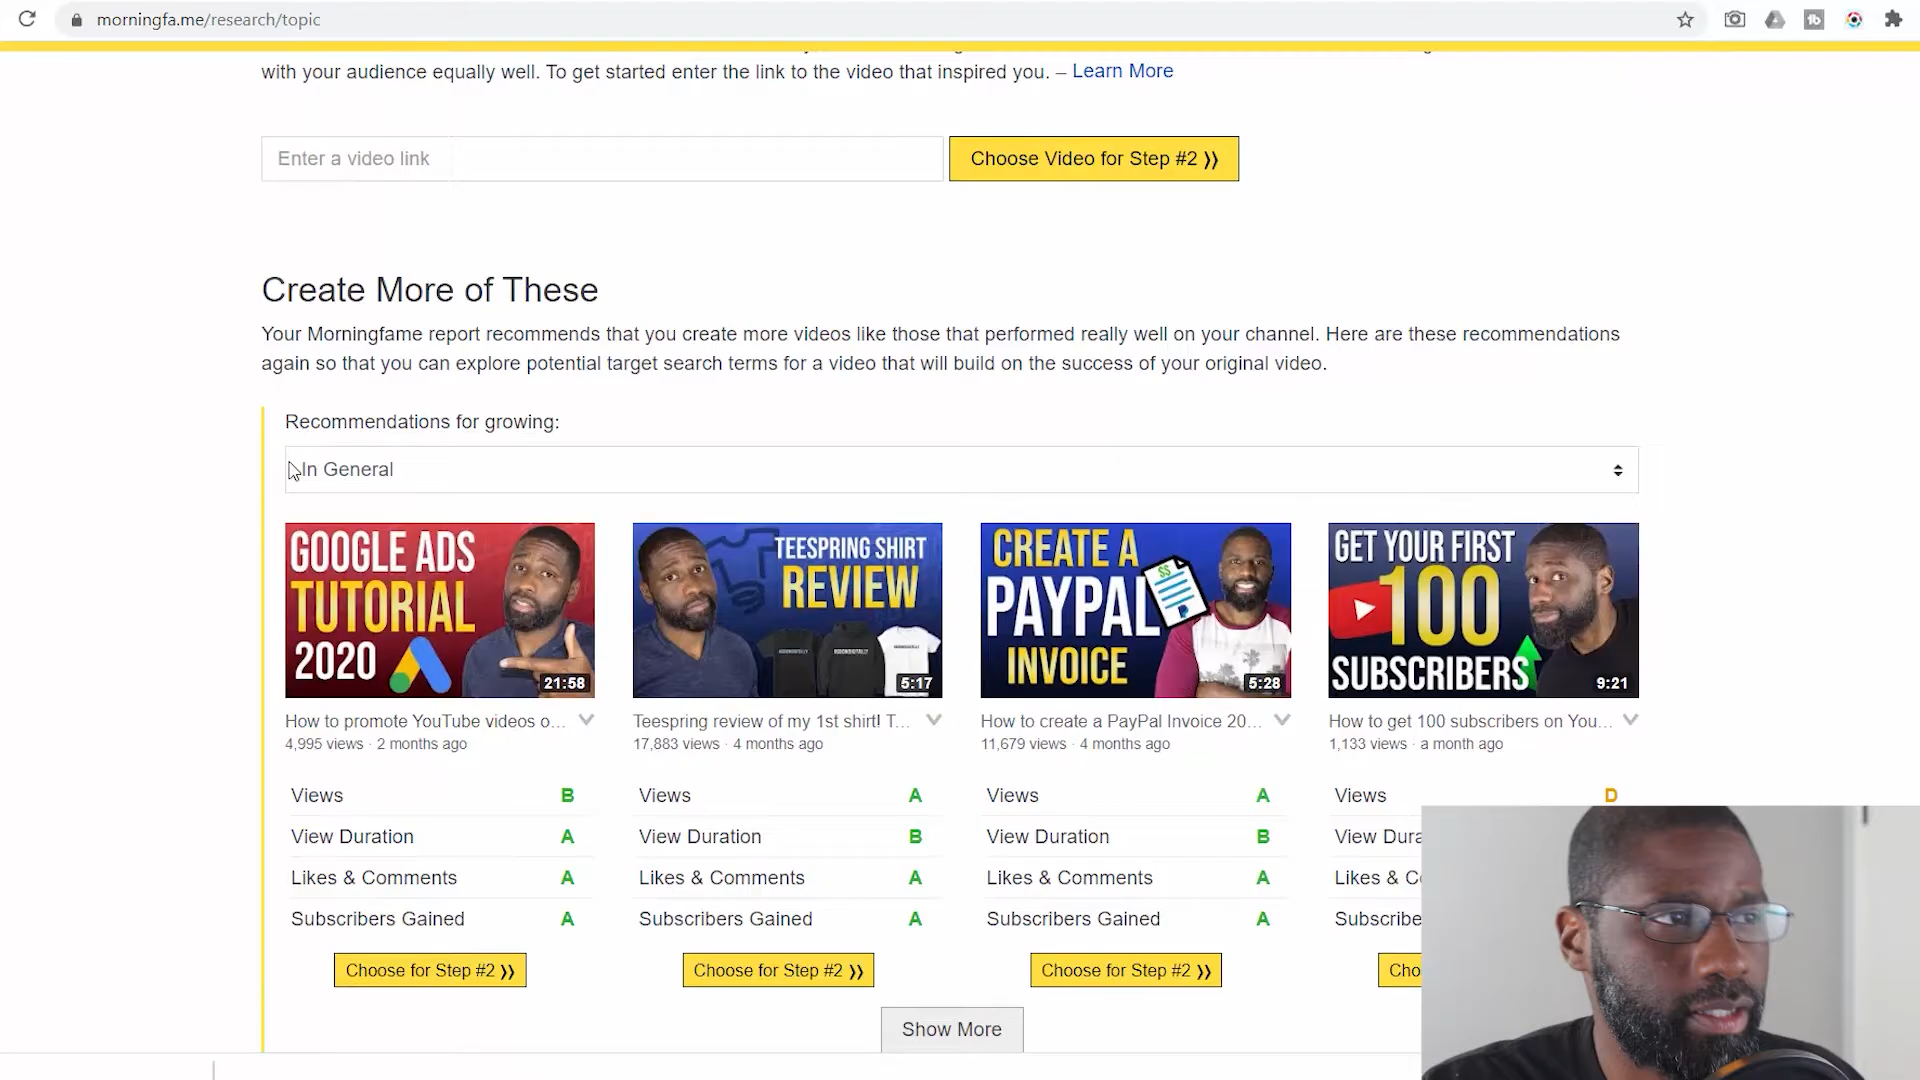 morningfa.me/research/topic
with your audience equally well. To get started enter the link to the video that inspired you. – Learn More
Enter a video link
Choose Video for Step #2 ⟫
Create More of These
Your Morningfame report recommends that you create more videos like those that performed really well on your channel. Here are these recommendations
again so that you can explore potential target search terms for a video that will build on the success of your original video.
Recommendations for growing:
In General
GOOGLE ADS
TUTORIAL
2020
21:58
TEESPRING SHIRT
REVIEW
5:17
CREATE A
PAYPAL
INVOICE
$$
5:28
GET YOUR FIRST
100
SUBSCRIBERS
9:21
How to promote YouTube videos o...
4,995 views · 2 months ago
Teespring review of my 1st shirt! T...
17,883 views · 4 months ago
How to create a PayPal Invoice 20...
11,679 views · 4 months ago
How to get 100 subscribers on You...
1,133 views · a month ago
Views B
View Duration A
Likes & Comments A
Subscribers Gained A
Choose for Step #2 ⟫
Views A
View Duration B
Likes & Comments A
Subscribers Gained A
Choose for Step #2 ⟫
Views A
View Duration B
Likes & Comments A
Subscribers Gained A
Choose for Step #2 ⟫
Views D
View Dura
Likes & C
Subscribe
Cho
Show More